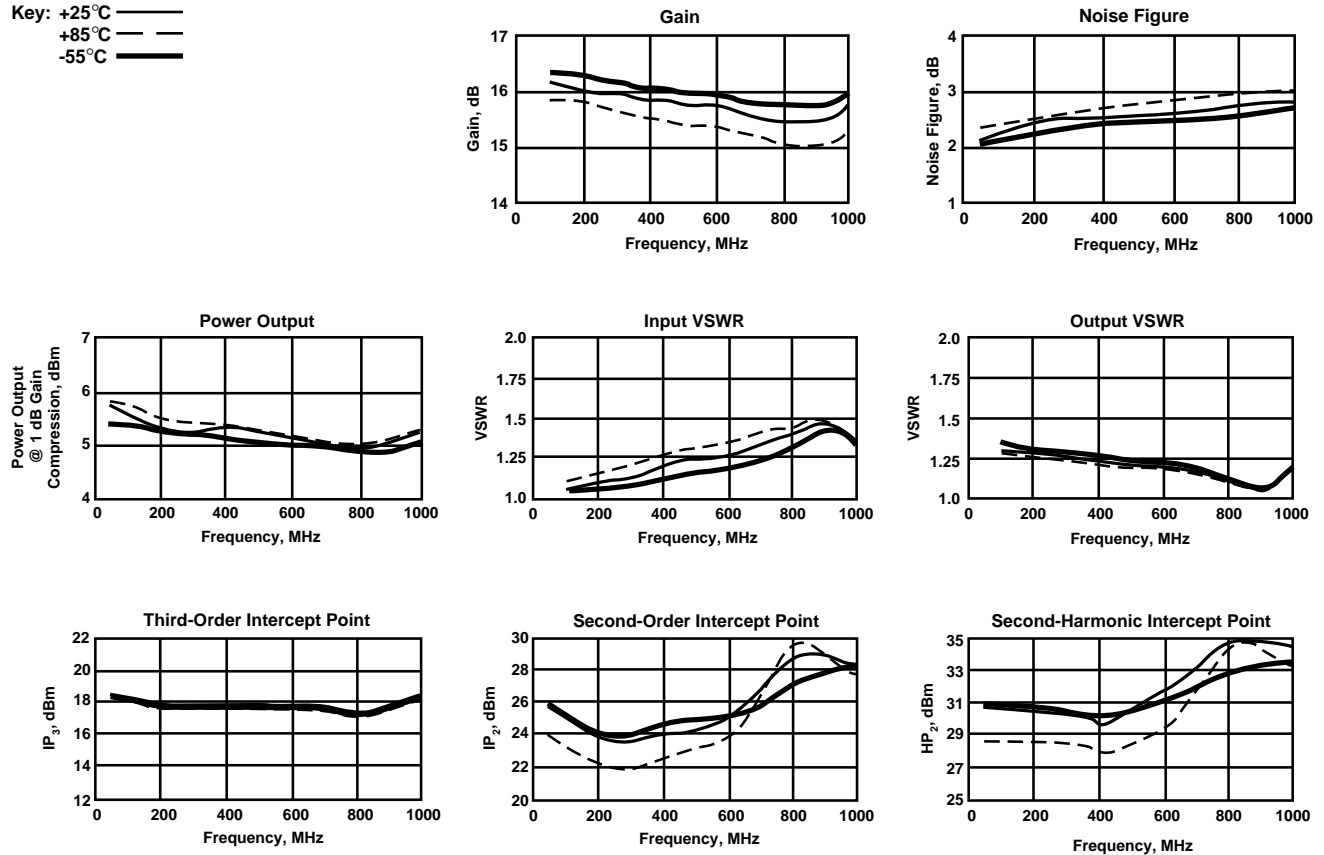 Key: +25°C
+85°C
-55°C
Gain
17
16
15
14
Gain, dB
0 200 400 600 800 1000
Frequency, MHz
Noise Figure
4
3
2
1
Noise Figure, dB
0 200 400 600 800 1000
Frequency, MHz
Power Output
7
6
5
4
Power Output
@ 1 dB Gain
Compression, dBm
0 200 400 600 800 1000
Frequency, MHz
Input VSWR
2.0
1.75
1.5
1.25
1.0
VSWR
0 200 400 600 800 1000
Frequency, MHz
Output VSWR
2.0
1.75
1.5
1.25
1.0
VSWR
0 200 400 600 800 1000
Frequency, MHz
Third-Order Intercept Point
22
20
18
16
14
12
IP3, dBm
0 200 400 600 800 1000
Frequency, MHz
Second-Order Intercept Point
30
28
26
24
22
20
IP2, dBm
0 200 400 600 800 1000
Frequency, MHz
Second-Harmonic Intercept Point
35
33
31
29
27
25
HP2, dBm
0 200 400 600 800 1000
Frequency, MHz